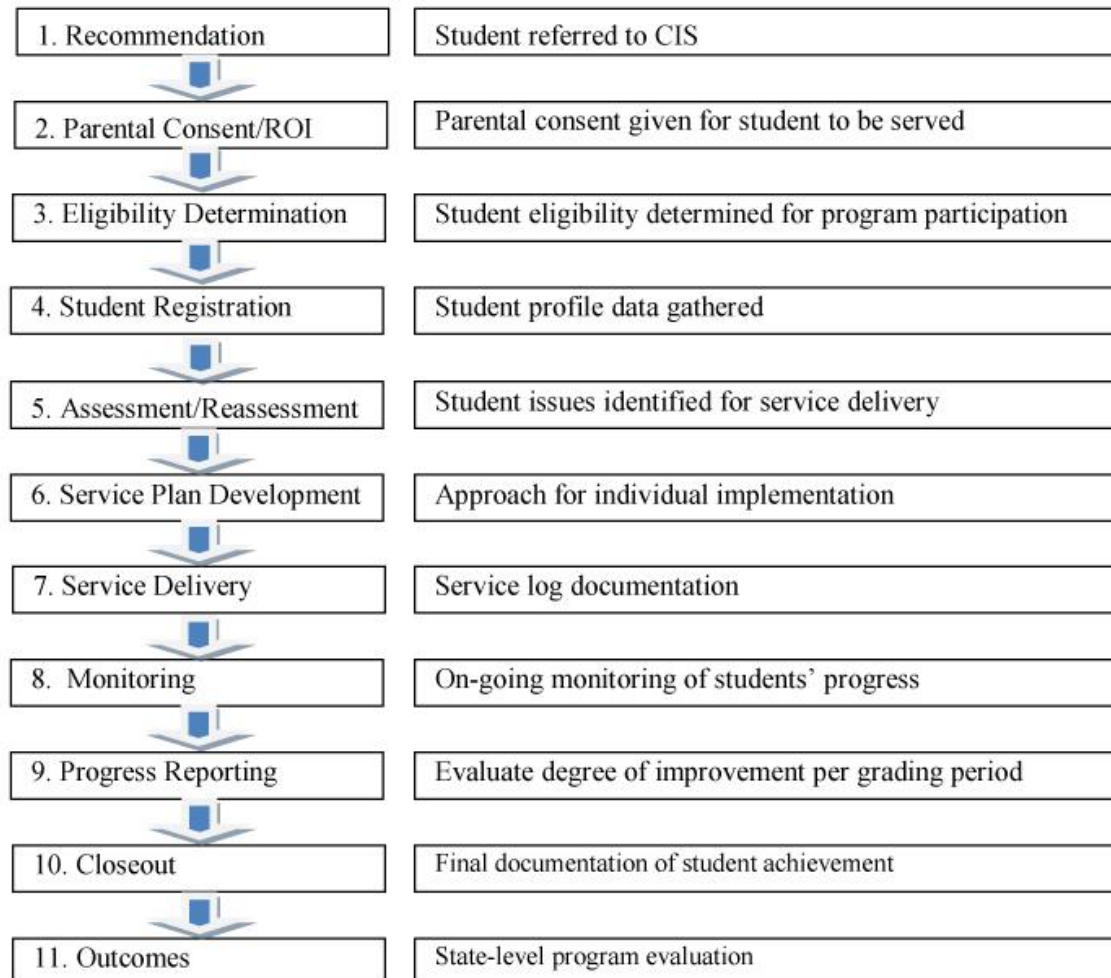 1. Recommendation
Student referred to CIS
2. Parental Consent/ROI
Parental consent given for student to be served
3. Eligibility Determination
Student eligibility determined for program participation
4. Student Registration
Student profile data gathered
5. Assessment/Reassessment
Student issues identified for service delivery
6. Service Plan Development
Approach for individual implementation
7. Service Delivery
Service log documentation
8. Monitoring
On-going monitoring of students’ progress
9. Progress Reporting
Evaluate degree of improvement per grading period
10. Closeout
Final documentation of student achievement
11. Outcomes
State-level program evaluation